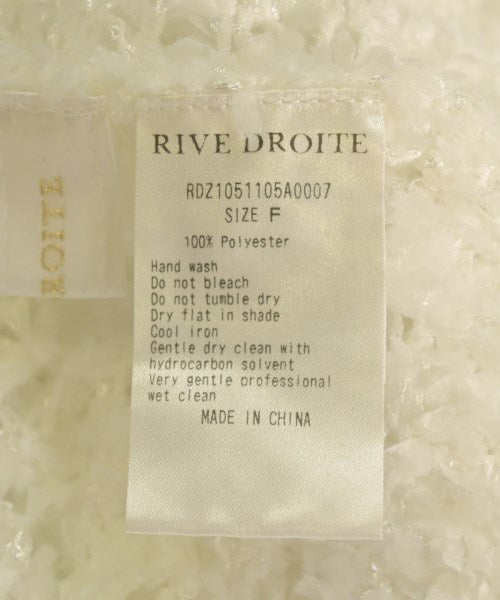 RIVE DROITE
RDZ1051105A0007
SIZE F
100% Polyester
Hand wash
Do not bleach
Do not tumble dry
Dry flat in shade
Cool iron
Gentle dry clean with
hydrocarbon solvent
Very gentle professional
wet clean
MADE IN CHINA
ROITE